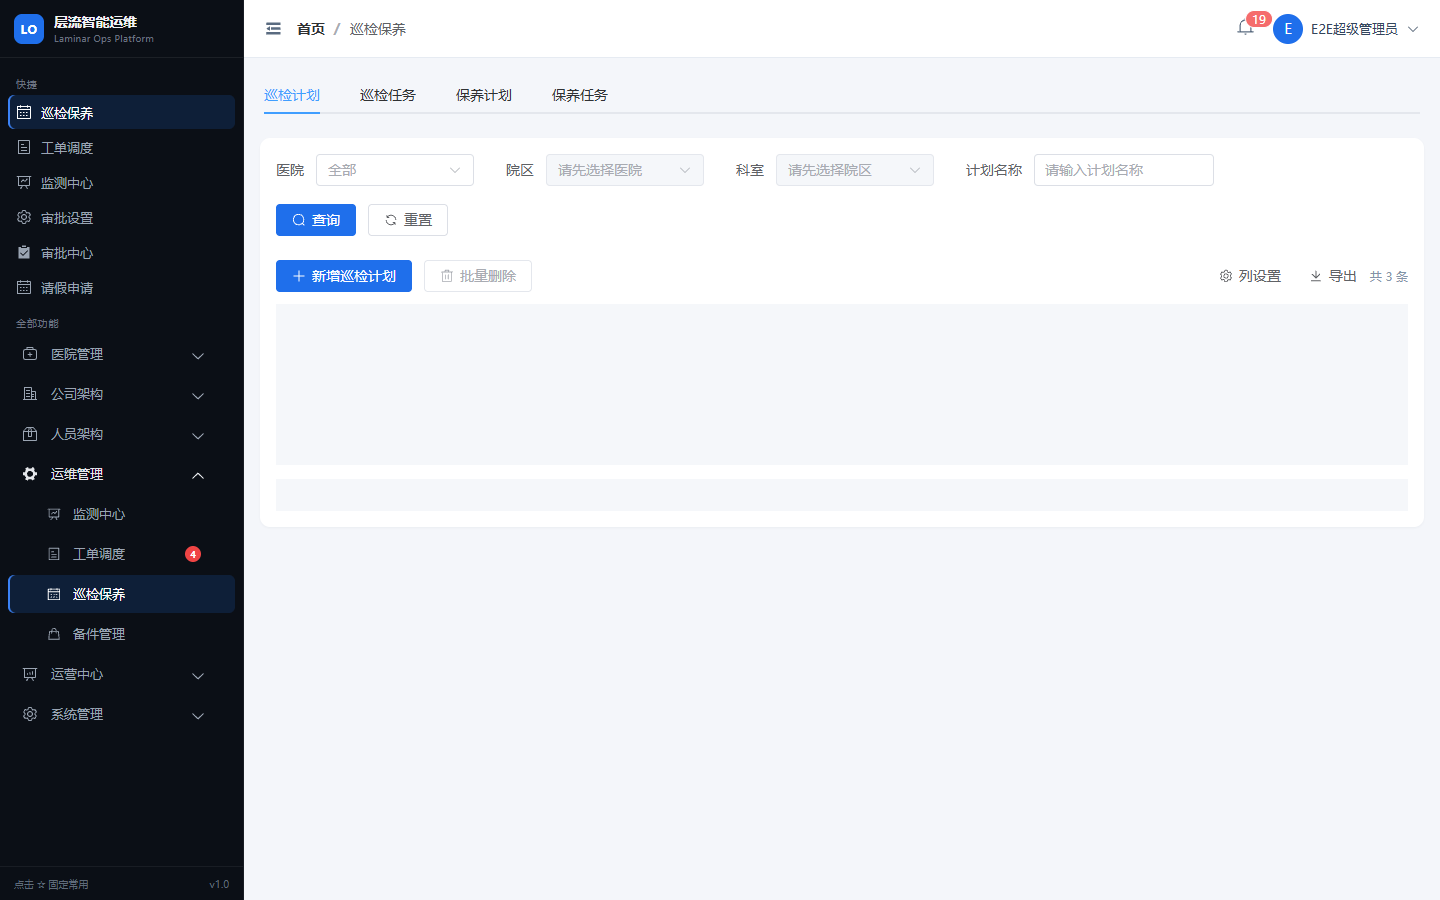 LO
层流智能运维
Laminar Ops Platform
快捷
巡检保养
工单调度
监测中心
审批设置
审批中心
请假申请
全部功能
医院管理
公司架构
人员架构
运维管理
监测中心
工单调度 4
巡检保养
备件管理
运营中心
系统管理
点击 ☆ 固定常用 v1.0
首页 / 巡检保养
19 E E2E超级管理员
巡检计划 巡检任务 保养计划 保养任务
医院 全部 院区 请先选择医院 科室 请先选择院区 计划名称 请输入计划名称
查询 重置
新增巡检计划 批量删除 列设置 导出 共 3 条